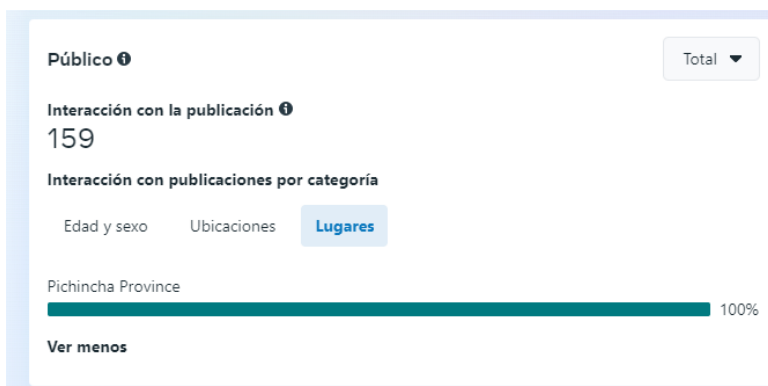 Público
Total
Interacción con la publicación
159
Interacción con publicaciones por categoría
Edad y sexo Ubicaciones Lugares
Pichincha Province
100%
Ver menos